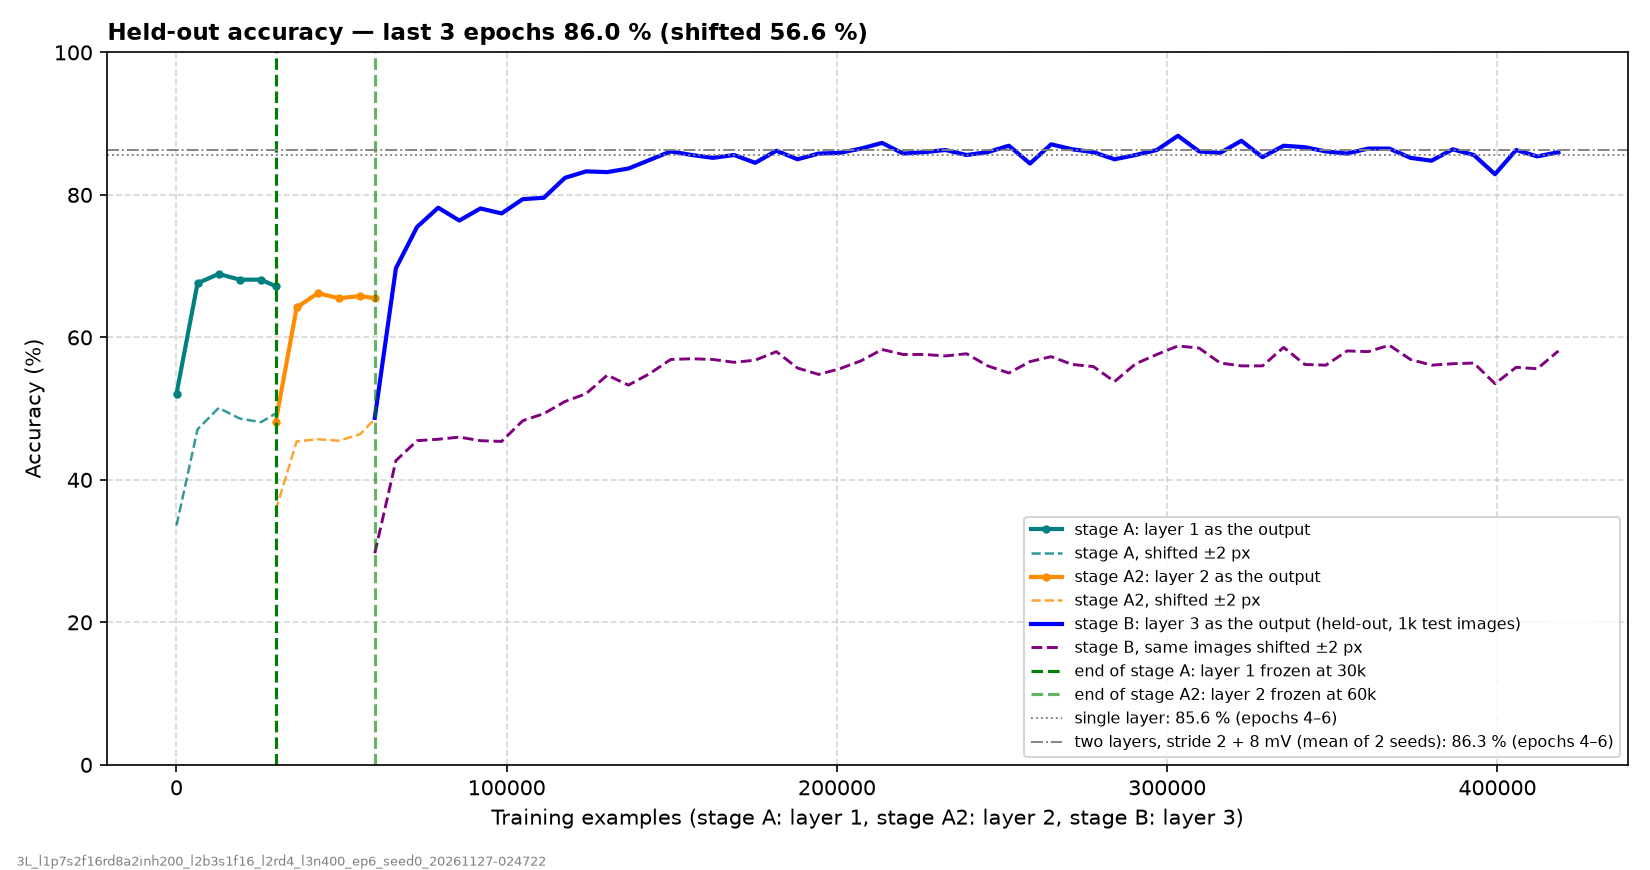 Held-out accuracy — last 3 epochs 86.0 % (shifted 56.6 %)
100
80
60
40
20
0
Accuracy (%)
0
100000
200000
300000
400000
Training examples (stage A: layer 1, stage A2: layer 2, stage B: layer 3)
stage A: layer 1 as the output
stage A, shifted ±2 px
stage A2: layer 2 as the output
stage A2, shifted ±2 px
stage B: layer 3 as the output (held-out, 1k test images)
stage B, same images shifted ±2 px
end of stage A: layer 1 frozen at 30k
end of stage A2: layer 2 frozen at 60k
single layer: 85.6 % (epochs 4–6)
two layers, stride 2 + 8 mV (mean of 2 seeds): 86.3 % (epochs 4–6)
3L_l1p7s2f16rd8a2inh200_l2b3s1f16_l2rd4_l3n400_ep6_seed0_20261127-024722